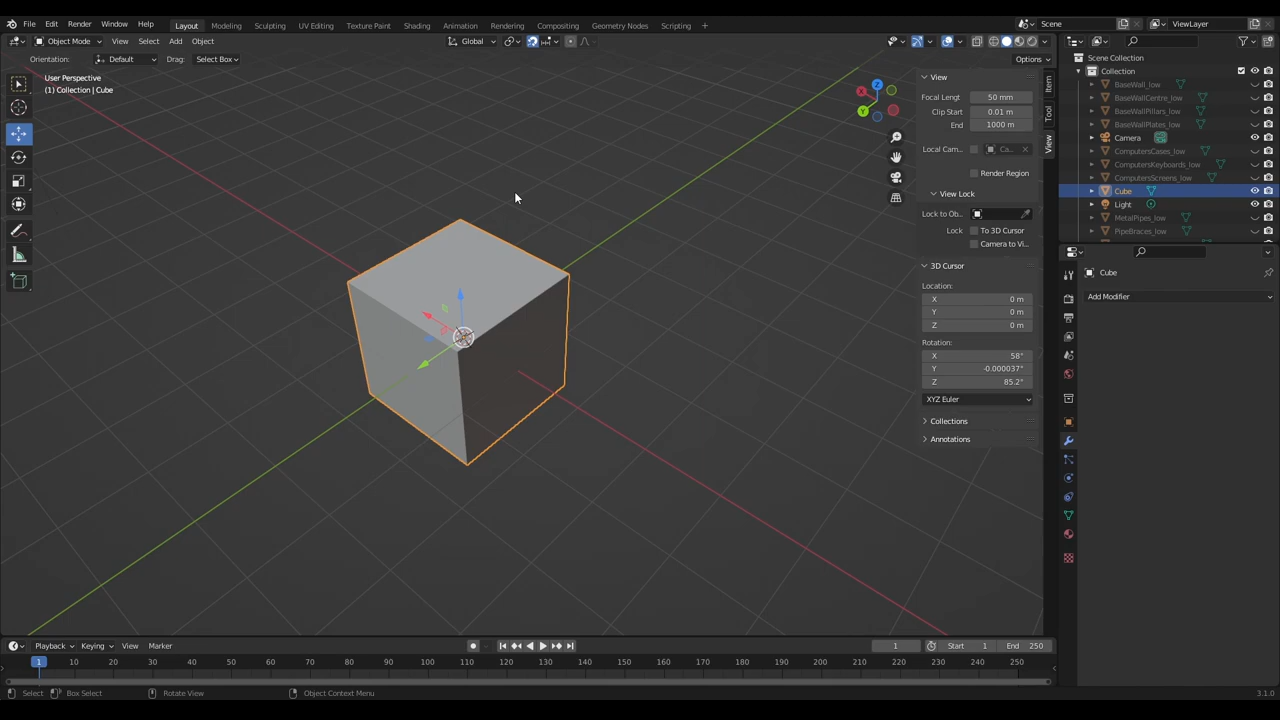 File Edit Render Window Help Layout Modeling Sculpting UV Editing Texture Paint Shading Animation Rendering Compositing Geometry Nodes Scripting + Scene ViewLayer
Object Mode View Select Add Object Global Options
Orientation: Default Drag: Select Box
User Perspective
(1) Collection | Cube
X
Y
Z
View
Focal Lengt 50 mm
Clip Start 0.01 m
End 1000 m
Local Cam... Ca...
Render Region
View Lock
Lock to Ob...
Lock To 3D Cursor
Camera to Vi...
3D Cursor
Location:
X 0 m
Y 0 m
Z 0 m
Rotation:
X 58°
Y -0.000037°
Z 85.2°
XYZ Euler
Collections
Annotations
Item
Tool
View
Scene Collection
Collection
BaseWall_low
BaseWallCentre_low
BaseWallPillars_low
BaseWallPlates_low
Camera
ComputersCases_low
ComputersKeyboards_low
ComputersScreens_low
Cube
Light
MetalPipes_low
PipeBraces_low
Cube
Add Modifier
Playback Keying View Marker 1 Start 1 End 250
1 10 20 30 40 50 60 70 80 90 100 110 120 130 140 150 160 170 180 190 200 210 220 230 240 250
Select Box Select Rotate View Object Context Menu 3.1.0